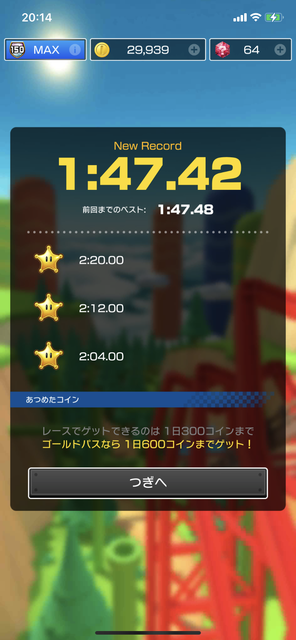 20:14
150 MAX i 29,939 + 64 +
New Record
1:47.42
前回までのベスト: 1:47.48
2:20.00
2:12.00
2:04.00
あつめたコイン
レースでゲットできるのは 1日300コインまで
ゴールドパスなら 1日600コインまでゲット！
つぎへ